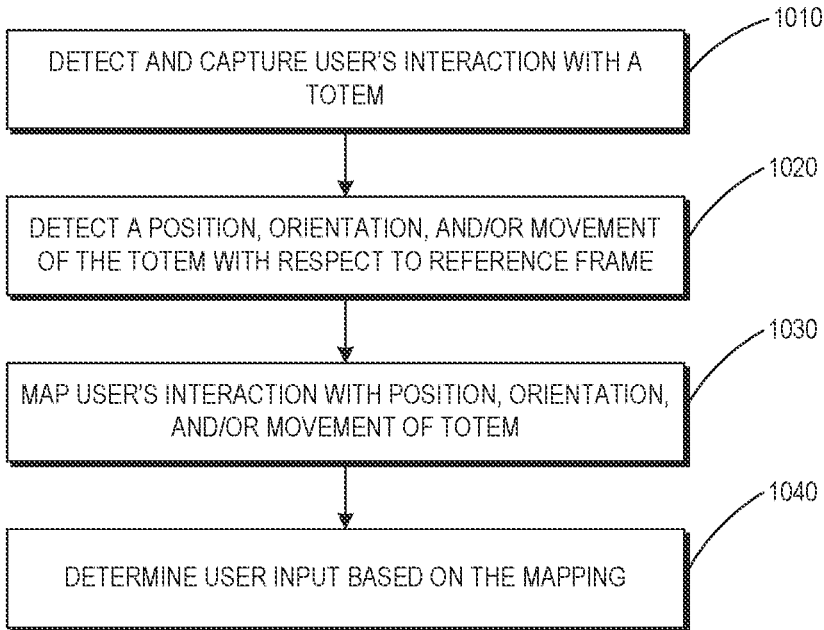 1010
DETECT AND CAPTURE USER'S INTERACTION WITH A
TOTEM
1020
DETECT A POSITION, ORIENTATION, AND/OR MOVEMENT
OF THE TOTEM WITH RESPECT TO REFERENCE FRAME
1030
MAP USER'S INTERACTION WITH POSITION, ORIENTATION,
AND/OR MOVEMENT OF TOTEM
1040
DETERMINE USER INPUT BASED ON THE MAPPING